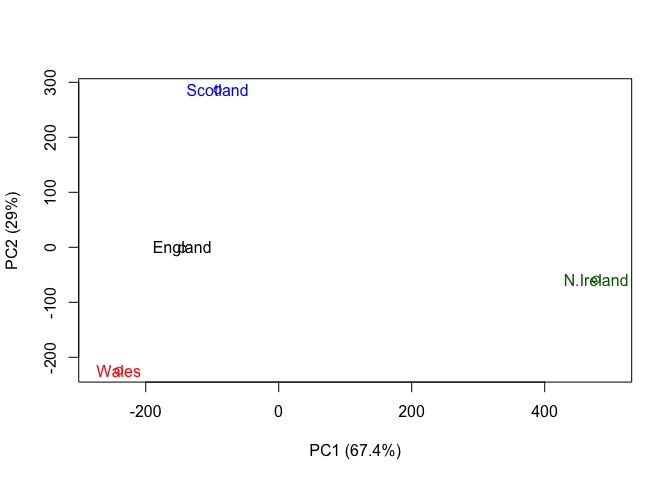 PC2 (29%)
300
200
100
0
-100
-200
Scotland
England
N.Ireland
Wales
-200 0 200 400
PC1 (67.4%)